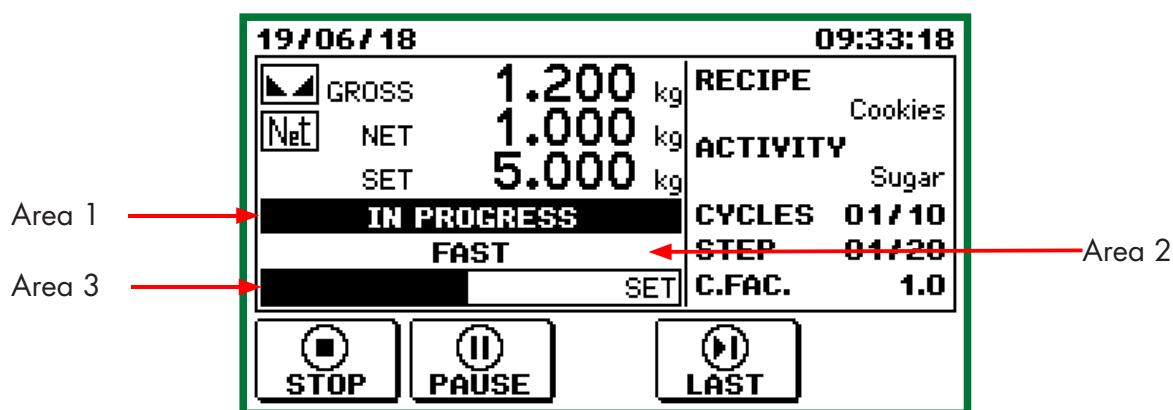 19/06/18 09:33:18
GROSS 1.200 kg
Net NET 1.000 kg
SET 5.000 kg
RECIPE
Cookies
ACTIVITY
Sugar
Area 1
IN PROGRESS
CYCLES 01/10
FAST
STEP 01/20
Area 2
Area 3
SET
C.FAC. 1.0
STOP PAUSE LAST